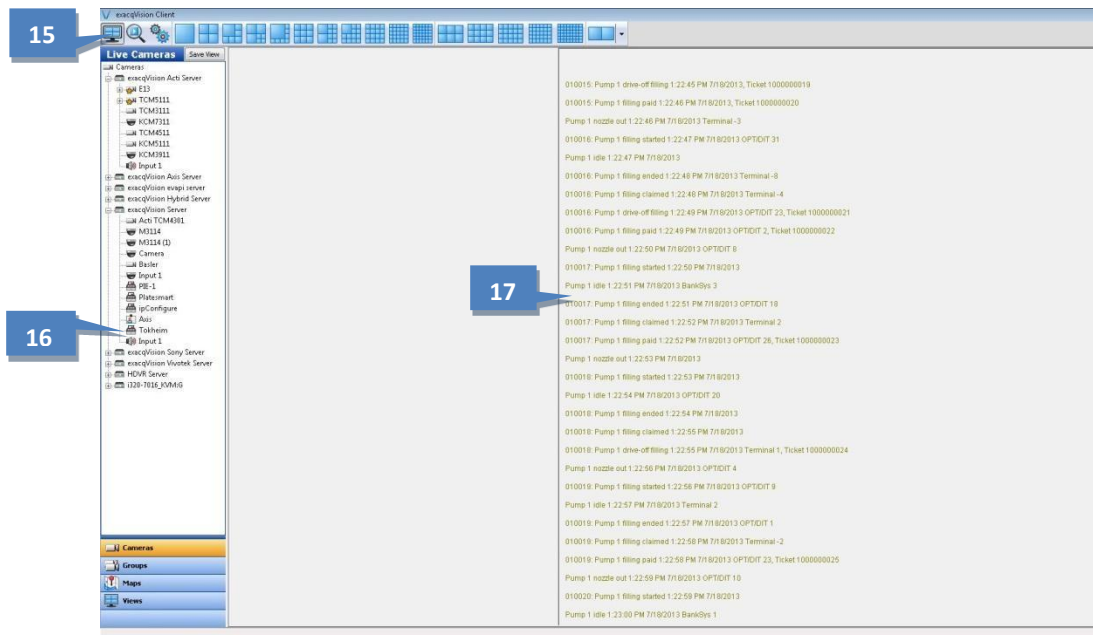 exacqVision Client
15
Live Cameras
Save View
Cameras
exacqVision Acti Server
E13
TCM5111
TCM3111
KCM7311
TCM4511
KCM5111
KCM3911
Input 1
exacqVision Axis Server
exacqVision evapi server
exacqVision Hybrid Server
exacqVision Server
Acti TCM4301
M3114
M3114 (1)
Camera
Basler
Input 1
PIE-1
Platesmart
ipConfigure
Axis
Tokheim
Input 1
exacqVision Sony Server
exacqVision Vivotek Server
HDVR Server
i320-7016_KVM:G
16
Cameras
Groups
Maps
Views
17
010015: Pump 1 drive-off filling 1:22:45 PM 7/18/2013, Ticket 1000000019
010015: Pump 1 filling paid 1:22:46 PM 7/18/2013, Ticket 1000000020
Pump 1 nozzle out 1:22:46 PM 7/18/2013 Terminal -3
010016: Pump 1 filling started 1:22:47 PM 7/18/2013 OPT/DIT 31
Pump 1 idle 1:22:47 PM 7/18/2013
010016: Pump 1 filling ended 1:22:48 PM 7/18/2013 Terminal -8
010016: Pump 1 filling claimed 1:22:48 PM 7/18/2013 Terminal -4
010016: Pump 1 drive-off filling 1:22:49 PM 7/18/2013 OPT/DIT 23, Ticket 1000000021
010016: Pump 1 filling paid 1:22:49 PM 7/18/2013 OPT/DIT 2, Ticket 1000000022
Pump 1 nozzle out 1:22:50 PM 7/18/2013 OPT/DIT 8
010017: Pump 1 filling started 1:22:50 PM 7/18/2013
Pump 1 idle 1:22:51 PM 7/18/2013 BankSys 3
010017: Pump 1 filling ended 1:22:51 PM 7/18/2013 OPT/DIT 18
010017: Pump 1 filling claimed 1:22:52 PM 7/18/2013 Terminal 2
010017: Pump 1 filling paid 1:22:52 PM 7/18/2013 OPT/DIT 26, Ticket 1000000023
Pump 1 nozzle out 1:22:53 PM 7/18/2013
010018: Pump 1 filling started 1:22:53 PM 7/18/2013
Pump 1 idle 1:22:54 PM 7/18/2013 OPT/DIT 20
010018: Pump 1 filling ended 1:22:54 PM 7/18/2013
010018: Pump 1 filling claimed 1:22:55 PM 7/18/2013
010018: Pump 1 drive-off filling 1:22:55 PM 7/18/2013 Terminal 1, Ticket 1000000024
Pump 1 nozzle out 1:22:56 PM 7/18/2013 OPT/DIT 4
010019: Pump 1 filling started 1:22:56 PM 7/18/2013 OPT/DIT 9
Pump 1 idle 1:22:57 PM 7/18/2013 Terminal 2
010019: Pump 1 filling ended 1:22:57 PM 7/18/2013 OPT/DIT 1
010019: Pump 1 filling claimed 1:22:58 PM 7/18/2013 Terminal -2
010019: Pump 1 filling paid 1:22:58 PM 7/18/2013 OPT/DIT 23, Ticket 1000000025
Pump 1 nozzle out 1:22:59 PM 7/18/2013 OPT/DIT 10
010020: Pump 1 filling started 1:22:59 PM 7/18/2013
Pump 1 idle 1:23:00 PM 7/18/2013 BankSys 1